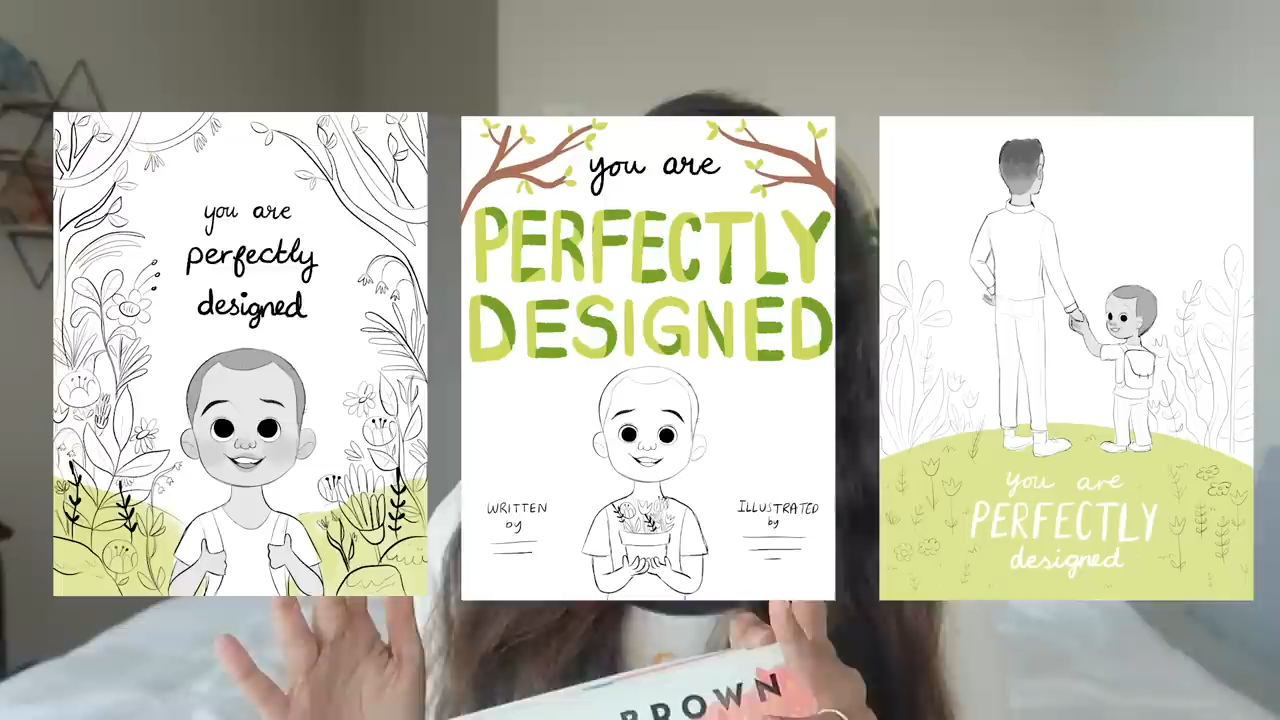 you are
perfectly
designed
you are
PERFECTLY
DESIGNED
WRITTEN
by
ILLUSTRATED
by
you are
PERFECTLY
designed
BROWN